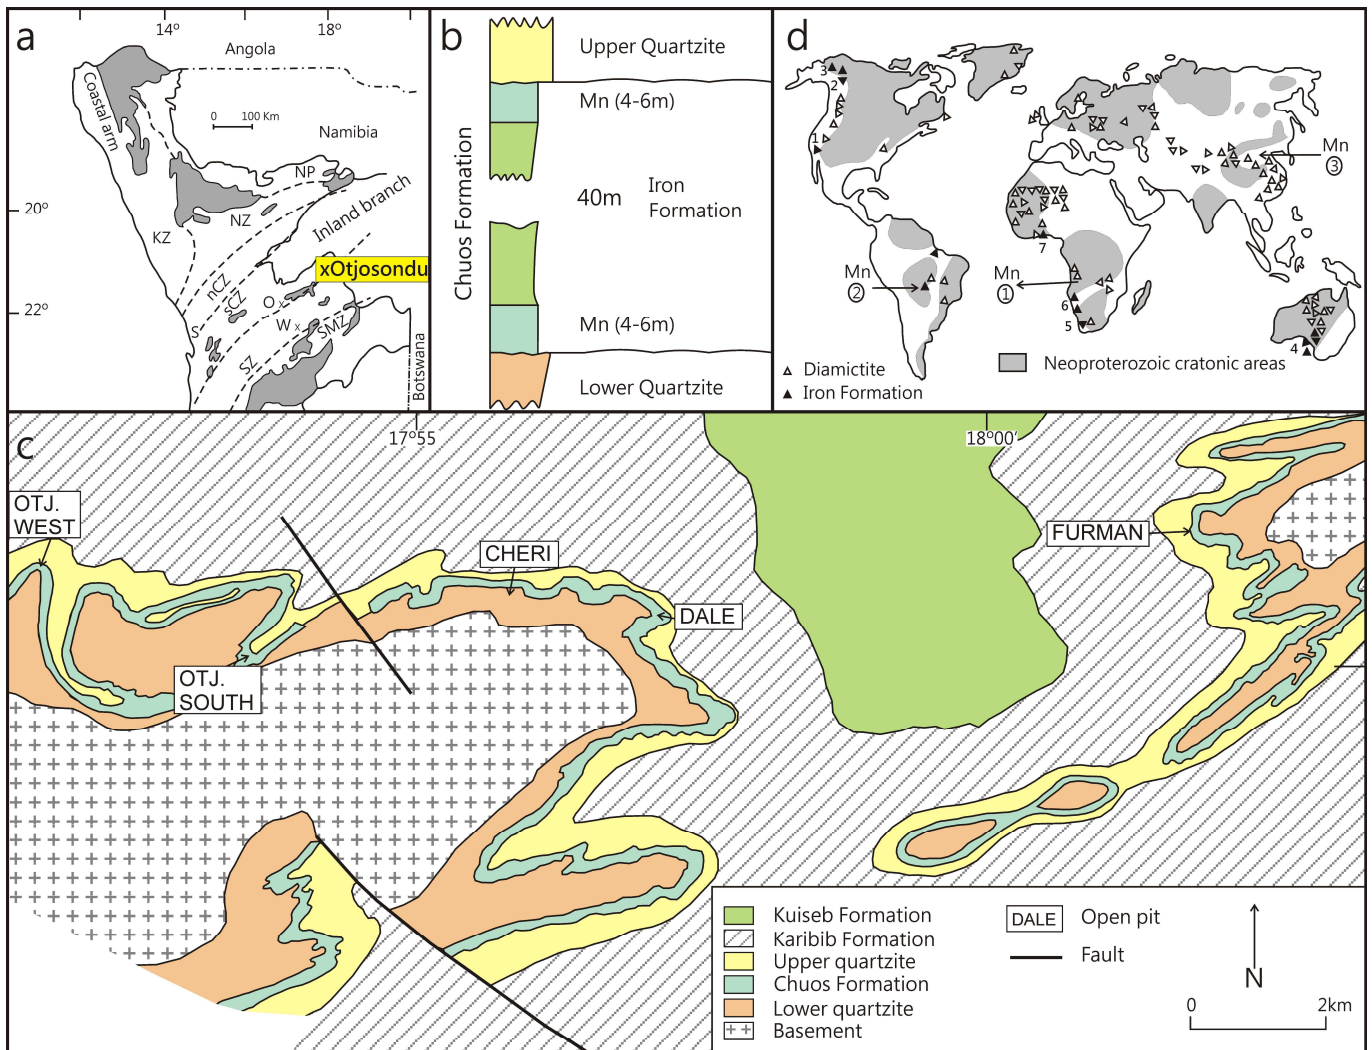 a
14°
18°
Angola
Coastal arm
0
100 Km
Namibia
NP
20°
NZ
KZ
Inland branch
xOtjosondu
nCZ
sCZ
O x
22°
W x
S
SMZ
SZ
Botswana
b
Upper Quartzite
Mn (4-6m)
Chuos Formation
40m
Iron
Formation
Mn (4-6m)
Lower Quartzite
d
3
2
1
Mn
3
7
Mn
2
Mn
1
6
5
4
Diamictite
Iron Formation
Neoproterozoic cratonic areas
c
17°55
18°00'
OTJ.
WEST
CHERI
FURMAN
DALE
OTJ.
SOUTH
Kuiseb Formation
Karibib Formation
Upper quartzite
Chuos Formation
Lower quartzite
Basement
DALE
Open pit
Fault
N
0
2km